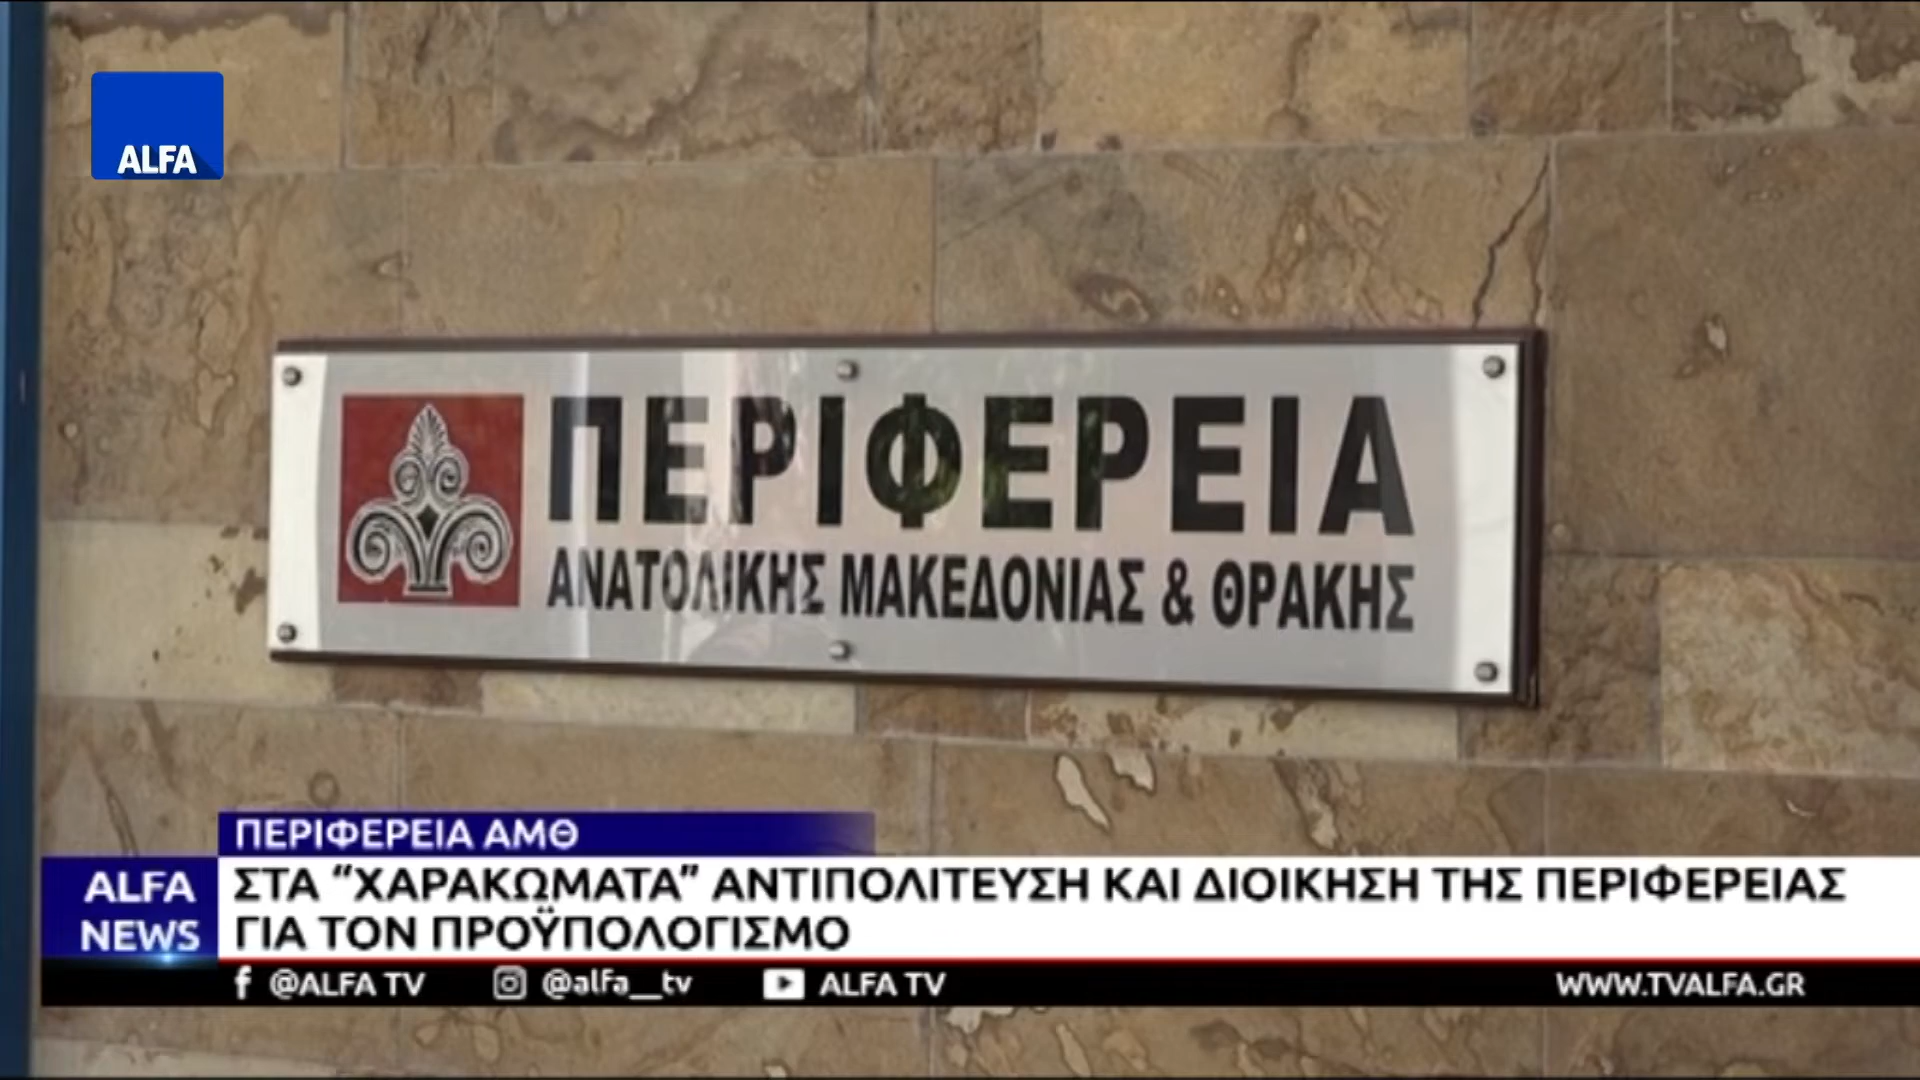 ALFA
ΠΕΡΙΦΕΡΕΙΑ
ΑΝΑΤΟΛΙΚΗΣ ΜΑΚΕΔΟΝΙΑΣ & ΘΡΑΚΗΣ
ΠΕΡΙΦΕΡΕΙΑ ΑΜΘ
ALFA NEWS
ΣΤΑ “ΧΑΡΑΚΩΜΑΤΑ” ΑΝΤΙΠΟΛΙΤΕΥΣΗ ΚΑΙ ΔΙΟΙΚΗΣΗ ΤΗΣ ΠΕΡΙΦΕΡΕΙΑΣ
ΓΙΑ ΤΟΝ ΠΡΟΫΠΟΛΟΓΙΣΜΟ
@ALFA TV @alfa__tv ALFA TV WWW.TVALFA.GR